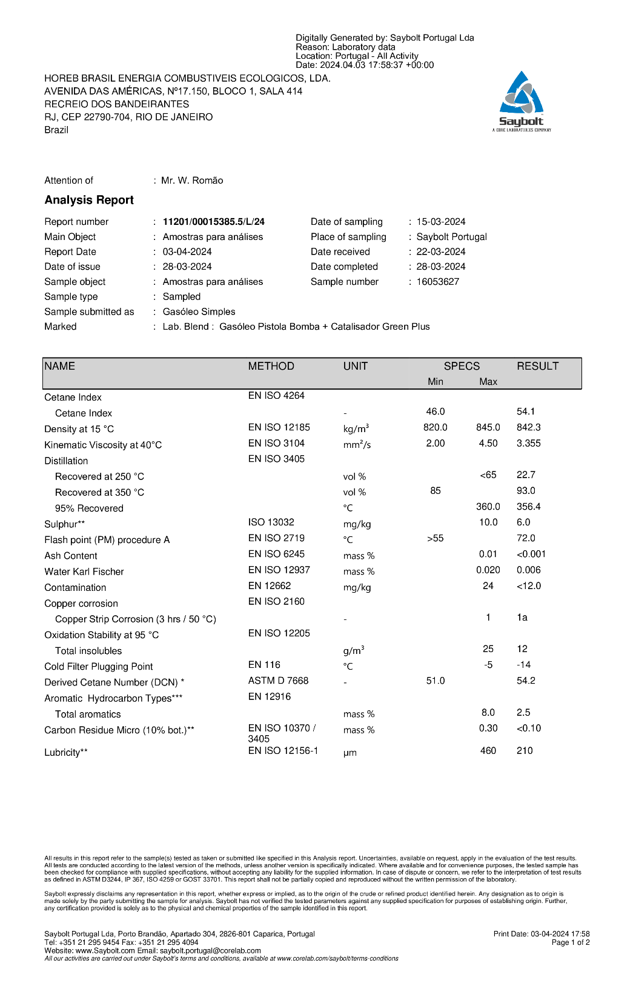 Digitally Generated by: Saybolt Portugal Lda
Reason: Laboratory data
Location: Portugal - All Activity
Date: 2024.04.03 17:58:37 +00:00
HOREB BRASIL ENERGIA COMBUSTIVEIS ECOLOGICOS, LDA.
AVENIDA DAS AMÉRICAS, Nº17.150, BLOCO 1, SALA 414
RECREIO DOS BANDEIRANTES
RJ, CEP 22790-704, RIO DE JANEIRO
Brazil
Saybolt
A CORE LABORATORIES COMPANY
Attention of : Mr. W. Romão
Analysis Report
Report number : 11201/00015385.5/L/24 Date of sampling : 15-03-2024
Main Object : Amostras para análises Place of sampling : Saybolt Portugal
Report Date : 03-04-2024 Date received : 22-03-2024
Date of issue : 28-03-2024 Date completed : 28-03-2024
Sample object : Amostras para análises Sample number : 16053627
Sample type : Sampled
Sample submitted as : Gasóleo Simples
Marked : Lab. Blend : Gasóleo Pistola Bomba + Catalisador Green Plus
NAME METHOD UNIT SPECS RESULT
Min Max
Cetane Index EN ISO 4264
Cetane Index - 46.0 54.1
Density at 15 °C EN ISO 12185 kg/m³ 820.0 845.0 842.3
Kinematic Viscosity at 40°C EN ISO 3104 mm²/s 2.00 4.50 3.355
Distillation EN ISO 3405
Recovered at 250 °C vol % <65 22.7
Recovered at 350 °C vol % 85 93.0
95% Recovered °C 360.0 356.4
Sulphur** ISO 13032 mg/kg 10.0 6.0
Flash point (PM) procedure A EN ISO 2719 °C >55 72.0
Ash Content EN ISO 6245 mass % 0.01 <0.001
Water Karl Fischer EN ISO 12937 mass % 0.020 0.006
Contamination EN 12662 mg/kg 24 <12.0
Copper corrosion EN ISO 2160
Copper Strip Corrosion (3 hrs / 50 °C) - 1 1a
Oxidation Stability at 95 °C EN ISO 12205
Total insolubles g/m³ 25 12
Cold Filter Plugging Point EN 116 °C -5 -14
Derived Cetane Number (DCN) * ASTM D 7668 - 51.0 54.2
Aromatic Hydrocarbon Types*** EN 12916
Total aromatics mass % 8.0 2.5
Carbon Residue Micro (10% bot.)** EN ISO 10370 / mass % 0.30 <0.10
3405
Lubricity** EN ISO 12156-1 µm 460 210
All results in this report refer to the sample(s) tested as taken or submitted like specified in this Analysis report. Uncertainties, available on request, apply in the evaluation of the test results.
All tests are conducted according to the latest version of the methods, unless another version is specifically indicated. Where available and for convenience purposes, the tested sample has
been checked for compliance with supplied specifications, without accepting any liability for the supplied information. In case of dispute or concern, we refer to the interpretation of test results
as defined in ASTM D3244, IP 367, ISO 4259 or GOST 33701. This report shall not be partially copied and reproduced without the written permission of the laboratory.
Saybolt expressly disclaims any representation in this report, whether express or implied, as to the origin of the crude or refined product identified herein. Any designation as to origin is
made solely by the party submitting the sample for analysis. Saybolt has not verified the tested parameters against any supplied specification for purposes of establishing origin. Further,
any certification provided is solely as to the physical and chemical properties of the sample identified in this report.
Saybolt Portugal Lda, Porto Brandão, Apartado 304, 2826-801 Caparica, Portugal Print Date: 03-04-2024 17:58
Tel: +351 21 295 9454 Fax: +351 21 295 4094 Page 1 of 2
Website: www.Saybolt.com Email: saybolt.portugal@corelab.com
All our activities are carried out under Saybolt's terms and conditions, available at www.corelab.com/saybolt/terms-conditions